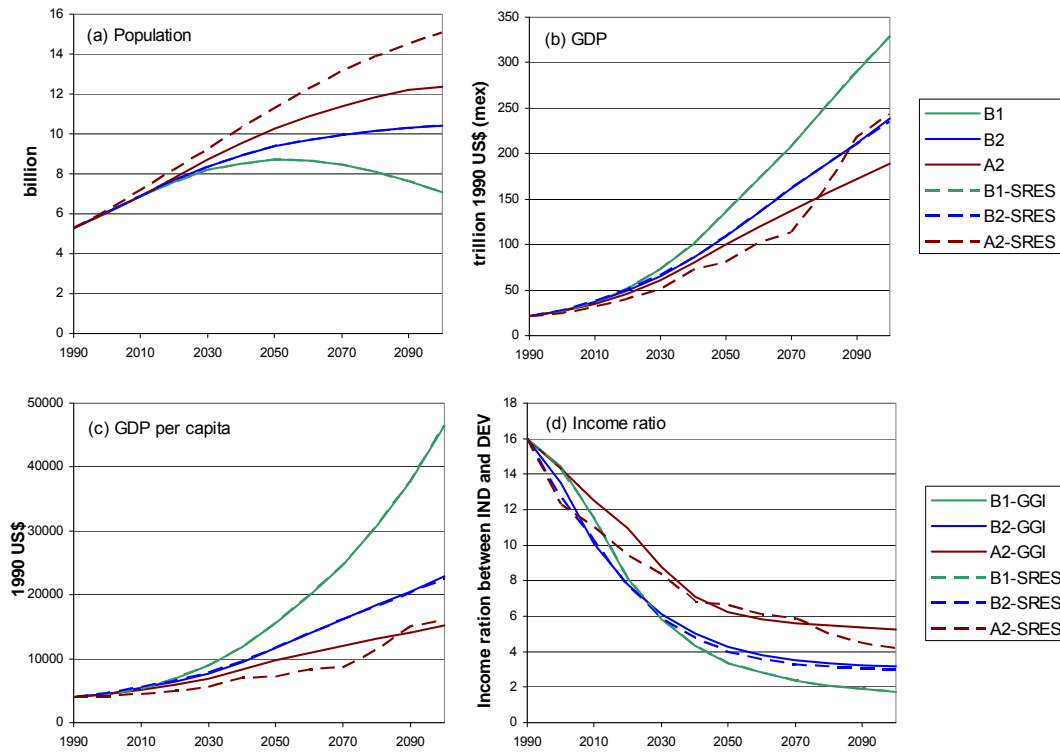 (a) Population
billion
16
14
12
10
8
6
4
2
0
1990 2010 2030 2050 2070 2090
(b) GDP
trillion 1990 US$ (mex)
350
300
250
200
150
100
50
0
1990 2010 2030 2050 2070 2090
B1
B2
A2
B1-SRES
B2-SRES
A2-SRES
(c) GDP per capita
1990 US$
50000
40000
30000
20000
10000
0
1990 2010 2030 2050 2070 2090
(d) Income ratio
Income ration between IND and DEV
18
16
14
12
10
8
6
4
2
0
1990 2010 2030 2050 2070 2090
B1-GGI
B2-GGI
A2-GGI
B1-SRES
B2-SRES
A2-SRES